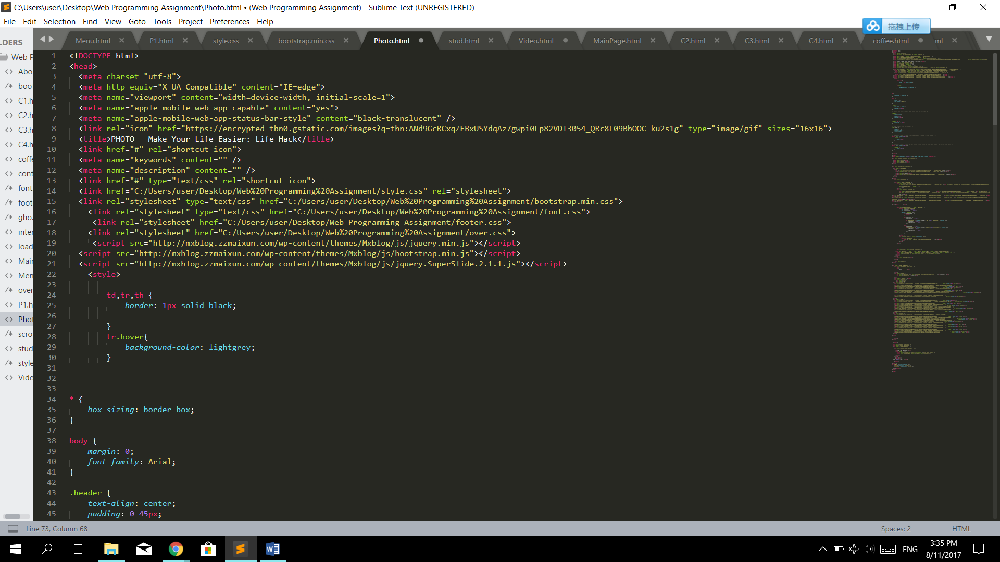 C:\Users\user\Desktop\Web Programming Assignment\Photo.html • (Web Programming Assignment) - Sublime Text (UNREGISTERED)
File Edit Selection Find View Goto Tools Project Preferences Help
拖拽上传
LDERS
Menu.html P1.html style.css bootstrap.min.css Photo.html stud.html Video.html MainPage.html C2.html C3.html C4.html coffee.html ml
Web P
<> Abo
/* boot
<> C1.h
<> C2.h
<> C3.h
<> C4.h
<> coffe
<> cont
/* font
/* foot
/* gho.
<> inter
<> load
<> Main
<> Men
/* over
<> P1.h
<> Phot
/* scro
<> stud
/* style
<> Vide
1 <!DOCTYPE html>
2 <head>
3 <meta charset="utf-8">
4 <meta http-equiv="X-UA-Compatible" content="IE=edge">
5 <meta name="viewport" content="width=device-width, initial-scale=1">
6 <meta name="apple-mobile-web-app-capable" content="yes">
7 <meta name="apple-mobile-web-app-status-bar-style" content="black-translucent" />
8 <link rel="icon" href="https://encrypted-tbn0.gstatic.com/images?q=tbn:ANd9GcRCxqZEBxUSYdqAz7gwpi0Fp82VDI3054_QRc8L09BbOOC-ku2s1g" type="image/gif" sizes="16x16">
9 <title>PHOTO - Make Your Life Easier: Life Hack</title>
10 <link href="#" rel="shortcut icon">
11 <meta name="keywords" content="" />
12 <meta name="description" content="" />
13 <link href="#" type="text/css" rel="shortcut icon">
14 <link href="C:/Users/user/Desktop/Web%20Programming%20Assignment/style.css" rel="stylesheet">
15 <link rel="stylesheet" type="text/css" href="C:/Users/user/Desktop/Web%20Programming%20Assignment/bootstrap.min.css">
16 <link rel="stylesheet" type="text/css" href="C:/Users/user/Desktop/Web%20Programming%20Assignment/font.css">
17 <link rel="stylesheet" href="C:/Users/user/Desktop/Web Programming Assignment/footer.css">
18 <link rel="stylesheet" href="C:/Users/user/Desktop/Web%20Programming%20Assignment/over.css">
19 <script src="http://mxblog.zzmaixun.com/wp-content/themes/Mxblog/js/jquery.min.js"></script>
20 <script src="http://mxblog.zzmaixun.com/wp-content/themes/Mxblog/js/bootstrap.min.js"></script>
21 <script src="http://mxblog.zzmaixun.com/wp-content/themes/Mxblog/js/jquery.SuperSlide.2.1.1.js"></script>
22 <style>
23
24 td,tr,th {
25 border: 1px solid black;
26
27 }
28 tr.hover{
29 background-color: lightgrey;
30 }
31
32
33
34 * {
35 box-sizing: border-box;
36 }
37
38 body {
39 margin: 0;
40 font-family: Arial;
41 }
42
43 .header {
44 text-align: center;
45 padding: 0 45px;
Line 73, Column 68 Spaces: 2 HTML
ENG
3:35 PM
8/11/2017